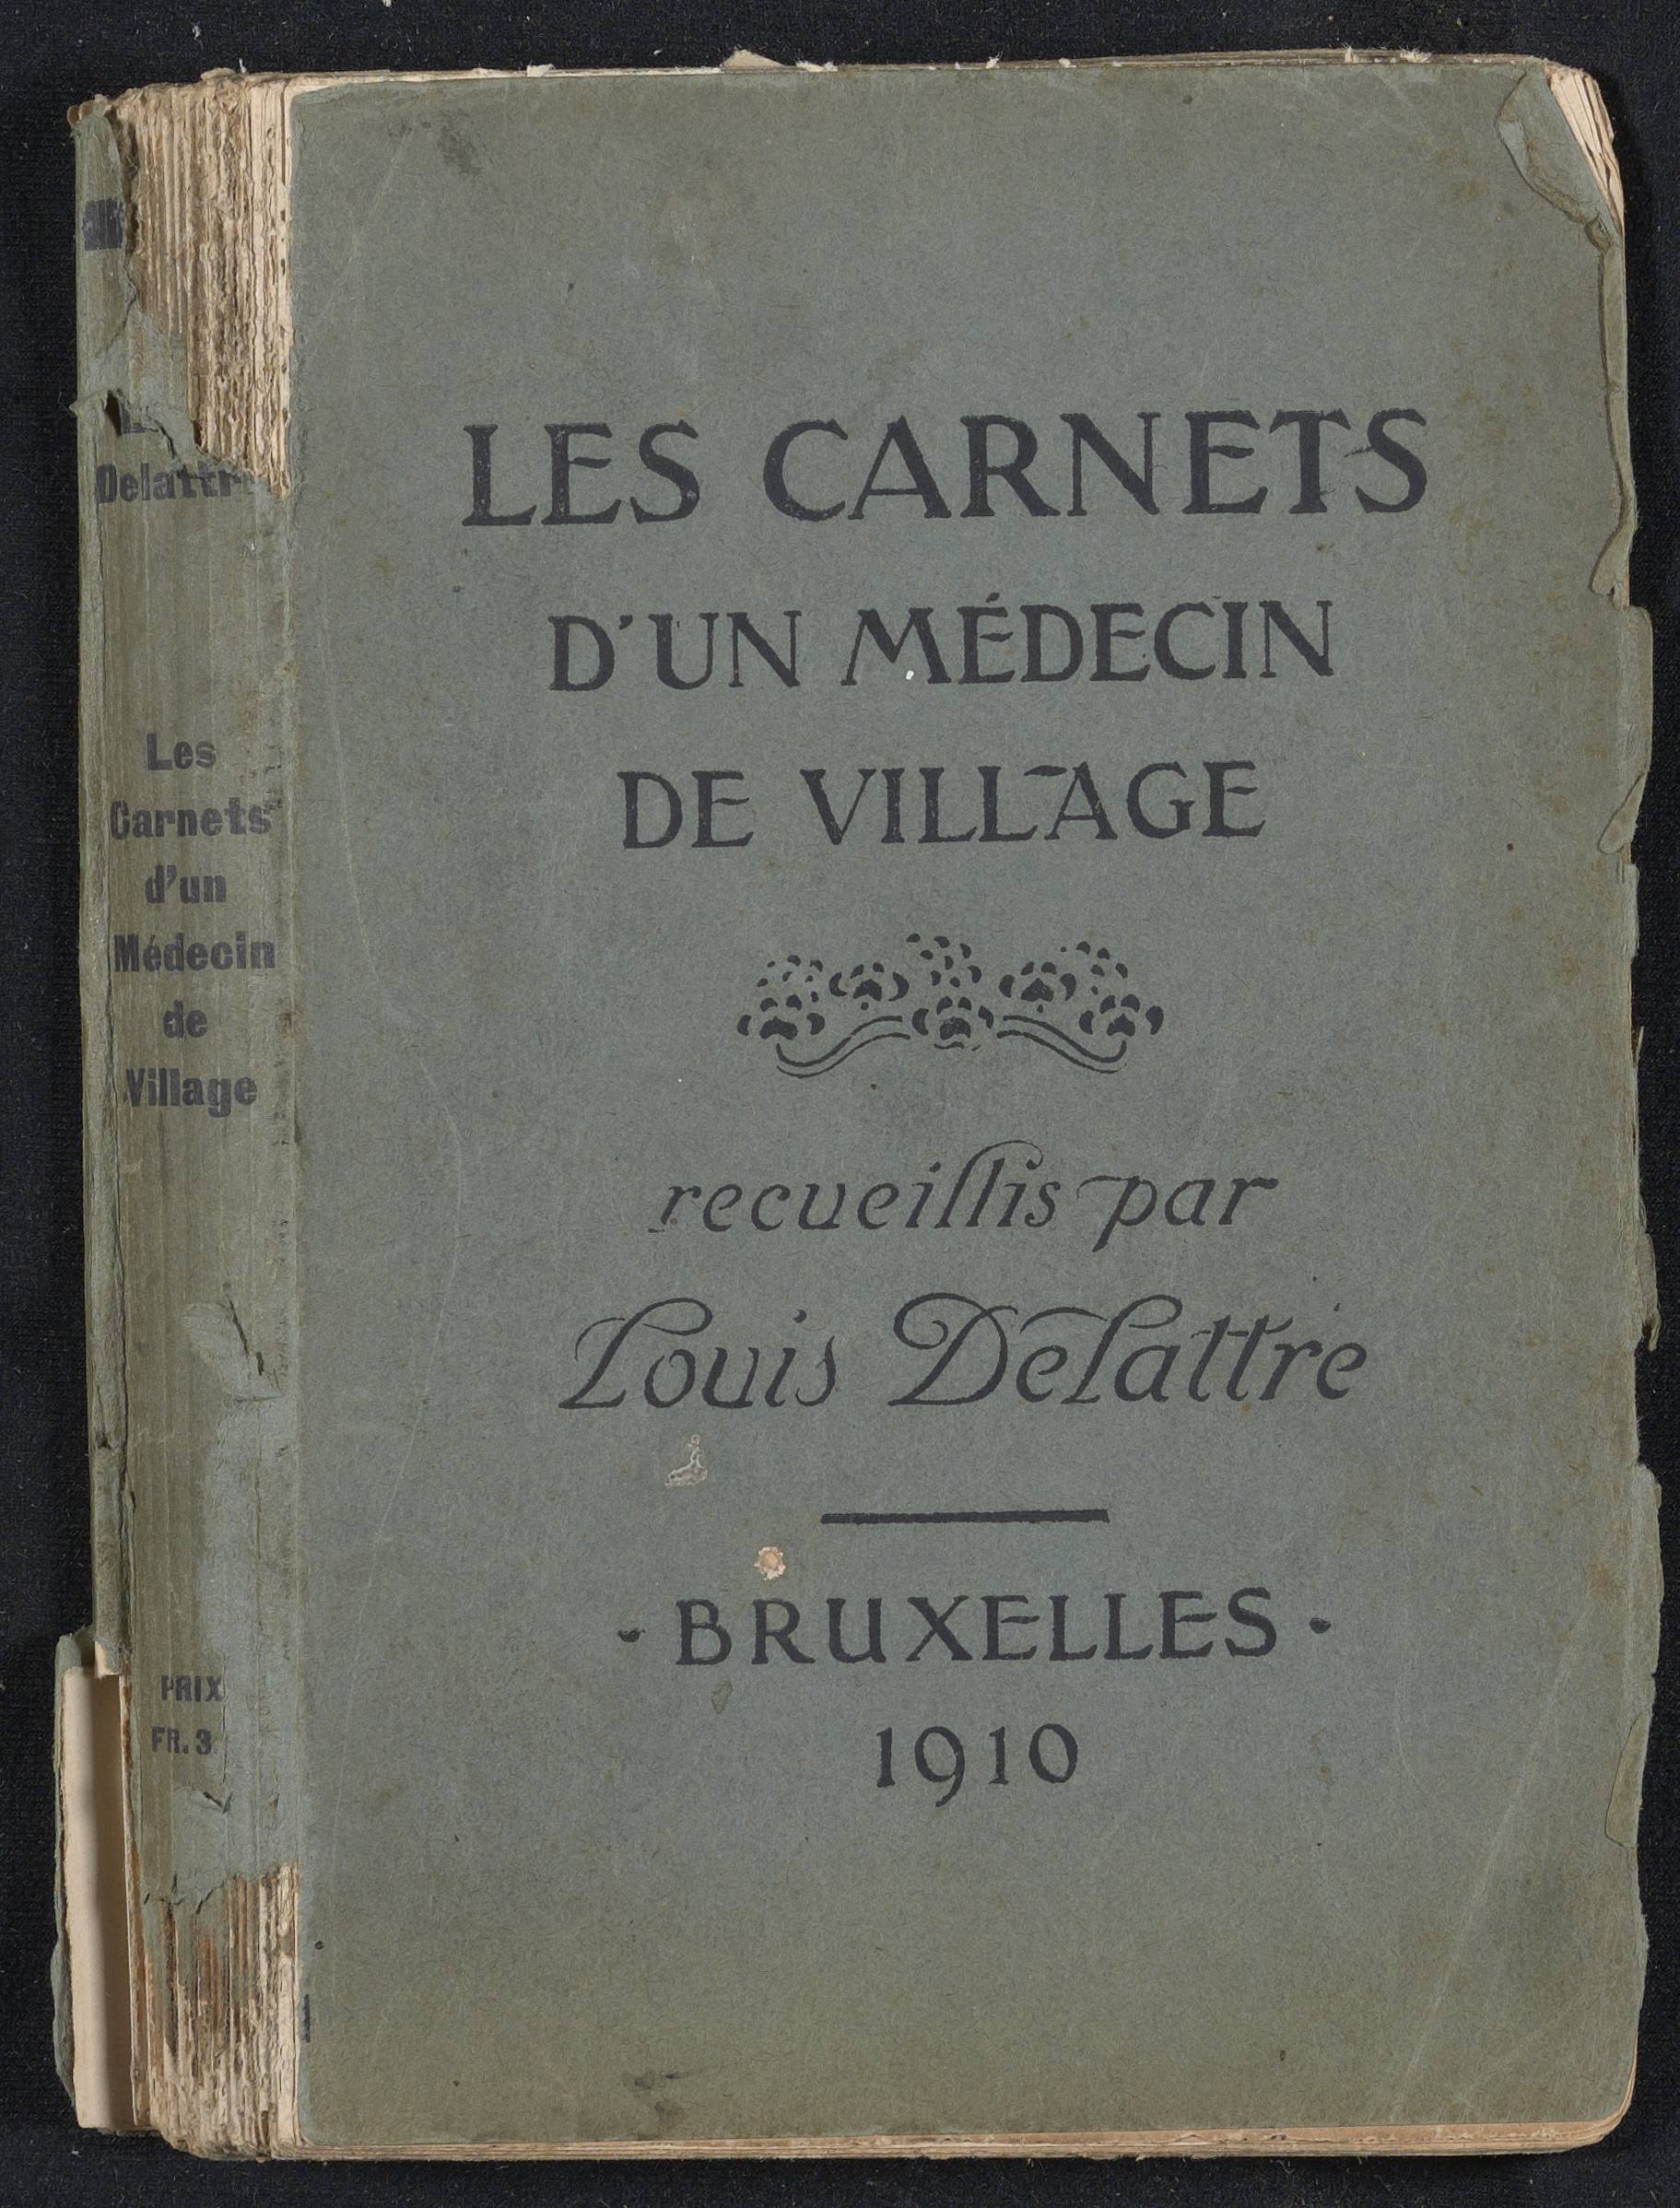 Delattr
Les
Carnets
d'un
Médecin
de
Village
PRIX
FR. 3
LES CARNETS
D'UN MÉDECIN
DE VILLAGE
recueillis par
Louis Delattre
- BRUXELLES -
1910